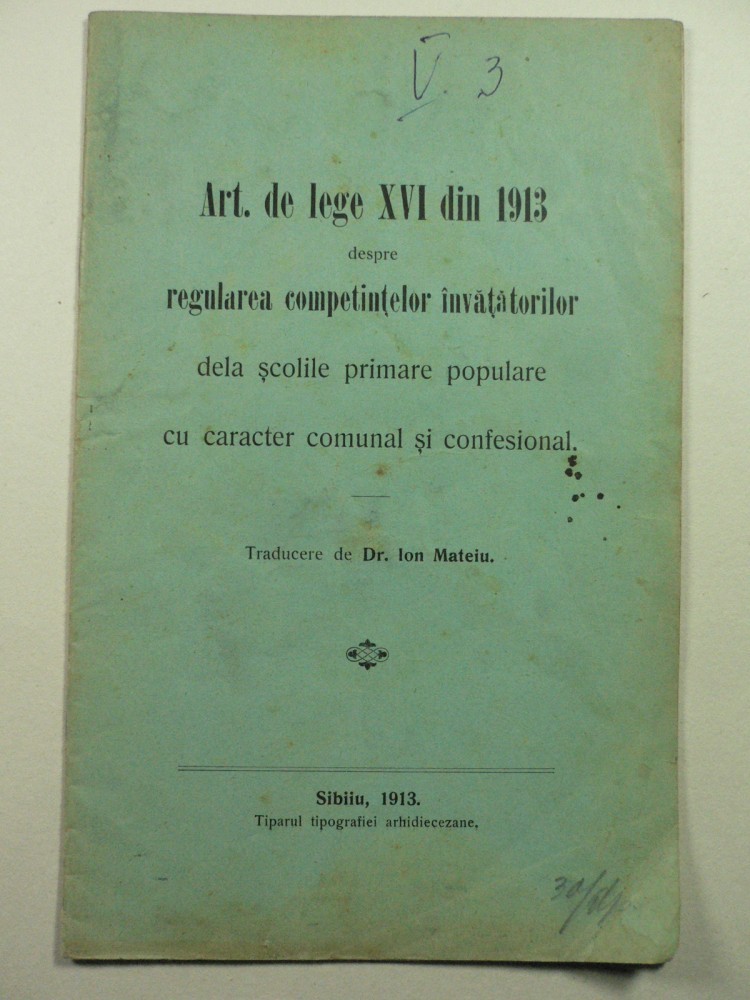 V. 3
Art. de lege XVI din 1913
despre
regularea competințelor învățătorilor
dela școlile primare populare
cu caracter comunal și confesional.
Traducere de Dr. Ion Mateiu.
Sibiiu, 1913.
Tiparul tipografiei arhidiecezane.